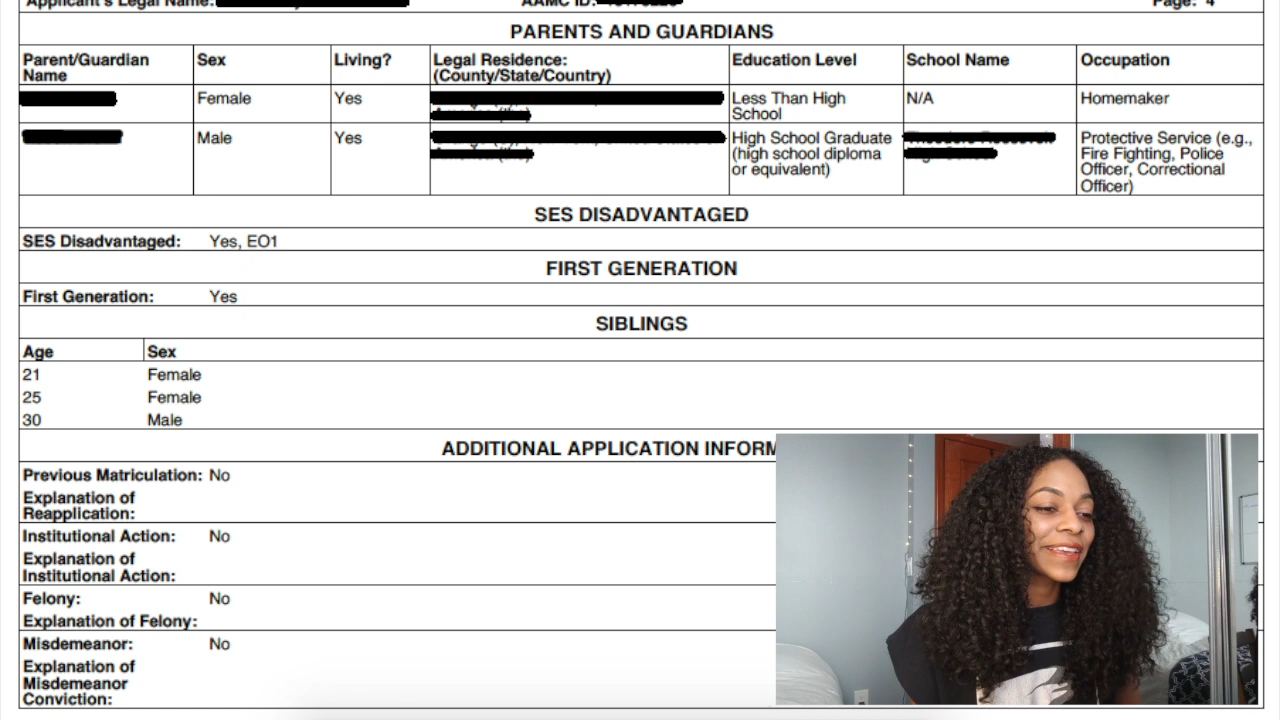 Applicant's Legal Name: AAMC ID: Page: 4
PARENTS AND GUARDIANS
Parent/Guardian Name Sex Living? Legal Residence: (County/State/Country) Education Level School Name Occupation
Female Yes Less Than High School N/A Homemaker
Male Yes High School Graduate (high school diploma or equivalent) Protective Service (e.g., Fire Fighting, Police Officer, Correctional Officer)
SES DISADVANTAGED
SES Disadvantaged: Yes, EO1
FIRST GENERATION
First Generation: Yes
SIBLINGS
Age Sex
21 Female
25 Female
30 Male
ADDITIONAL APPLICATION INFORM
Previous Matriculation: No
Explanation of
Reapplication:
Institutional Action: No
Explanation of
Institutional Action:
Felony: No
Explanation of Felony:
Misdemeanor: No
Explanation of
Misdemeanor
Conviction: